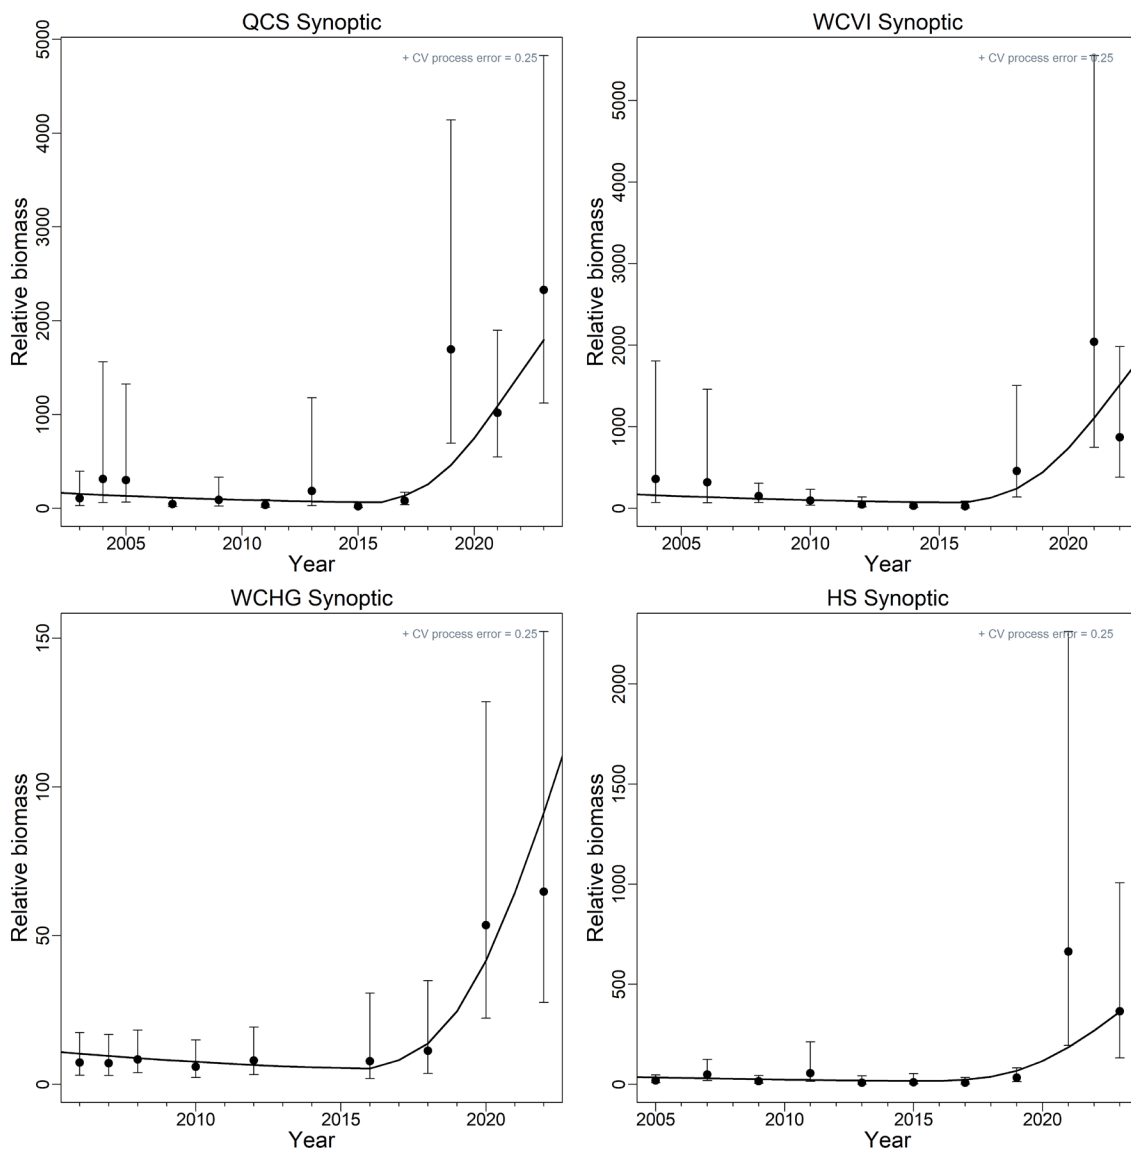 QCS Synoptic
+ CV process error = 0.25
Relative biomass
0
1000
2000
3000
4000
5000
2005
2010
2015
2020
Year
WCVI Synoptic
+ CV process error = 0.25
Relative biomass
0
1000
2000
3000
4000
5000
2005
2010
2015
2020
Year
WCHG Synoptic
+ CV process error = 0.25
Relative biomass
0
50
100
150
2010
2015
2020
Year
HS Synoptic
+ CV process error = 0.25
Relative biomass
0
500
1000
1500
2000
2005
2010
2015
2020
Year